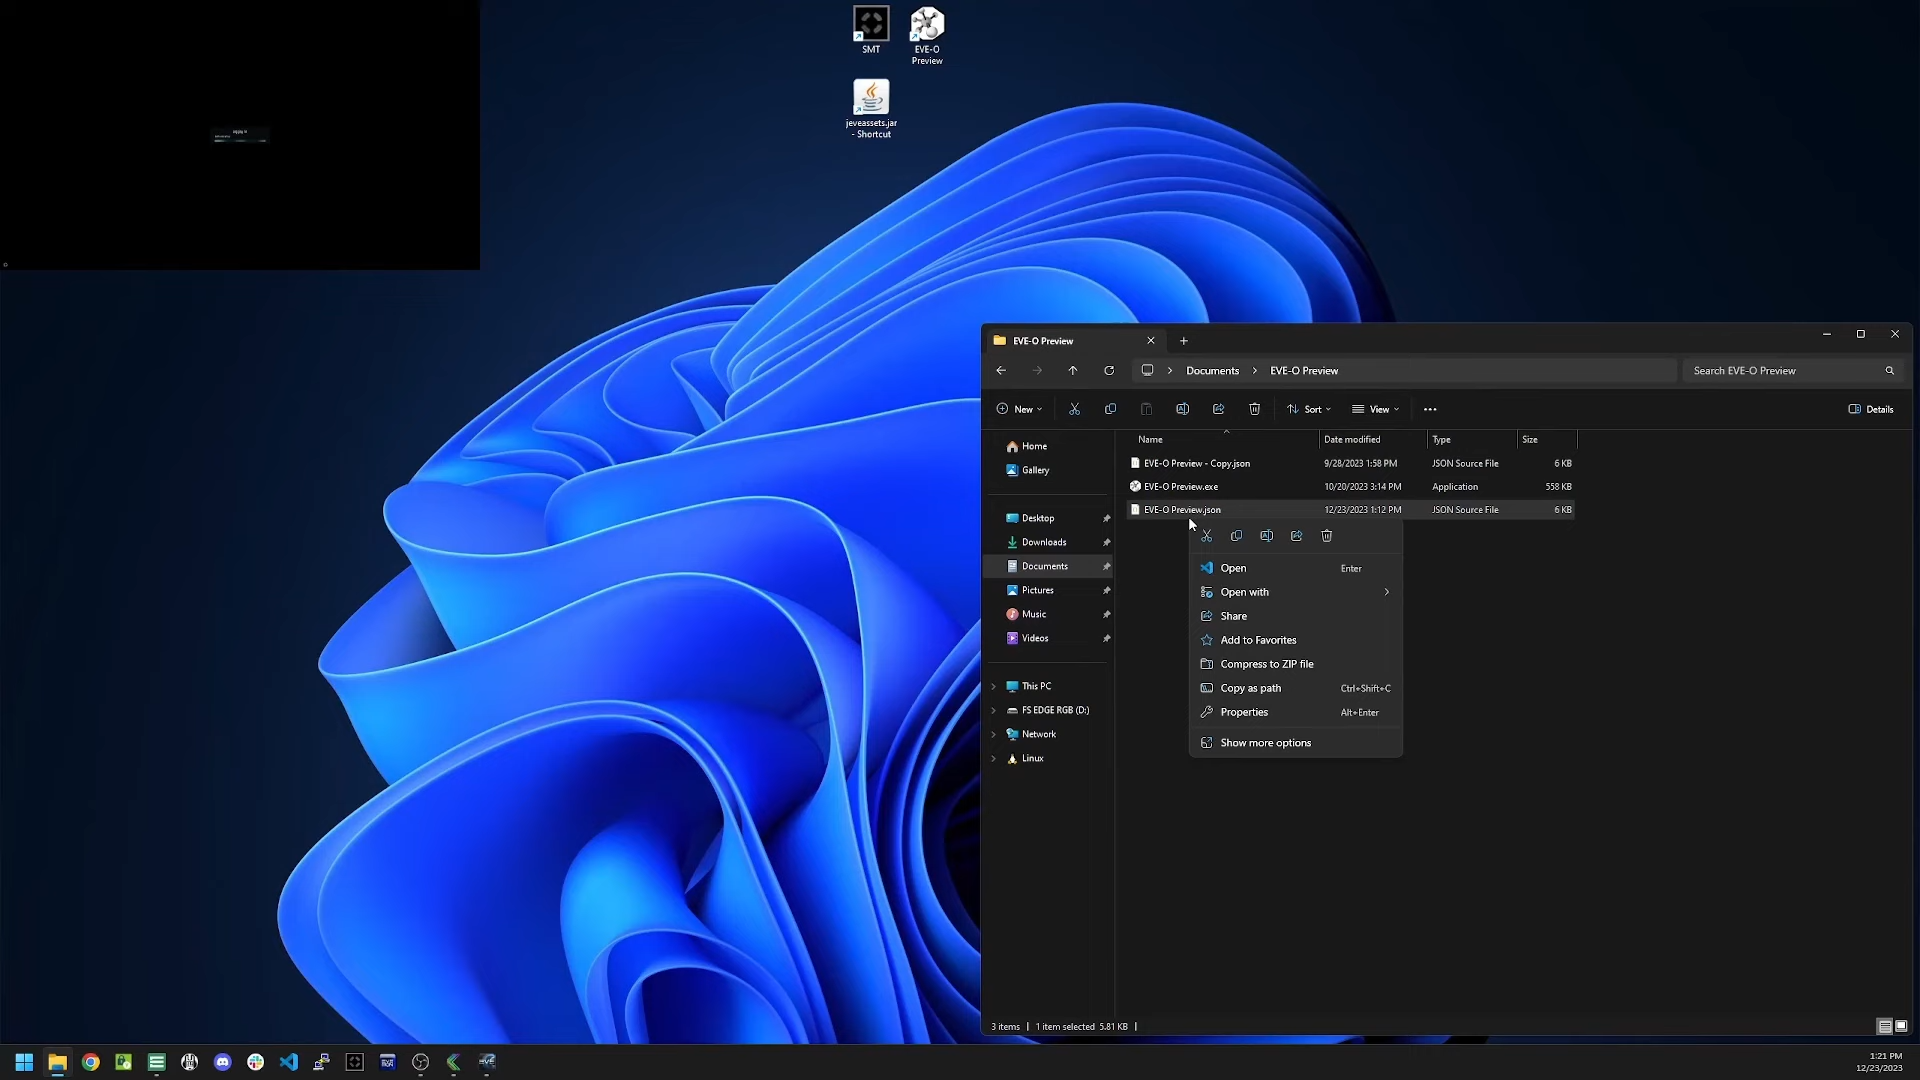 SMT
EVE-O
Preview
jeveassets.jar
- Shortcut
EVE-O Preview
Documents
EVE-O Preview
Search EVE-O Preview
New
Sort
View
Details
Name
Date modified
Type
Size
Home
Gallery
Desktop
Downloads
Documents
Pictures
Music
Videos
This PC
FS EDGE RGB (D:)
Network
Linux
EVE-O Preview - Copy.json 9/28/2023 1:58 PM JSON Source File 6 KB
EVE-O Preview.exe 10/20/2023 3:14 PM Application 558 KB
EVE-O Preview.json 12/23/2023 1:12 PM JSON Source File 6 KB
Open Enter
Open with
Share
Add to Favorites
Compress to ZIP file
Copy as path Ctrl+Shift+C
Properties Alt+Enter
Show more options
3 items 1 item selected 5.81 KB
1:21 PM
12/23/2023